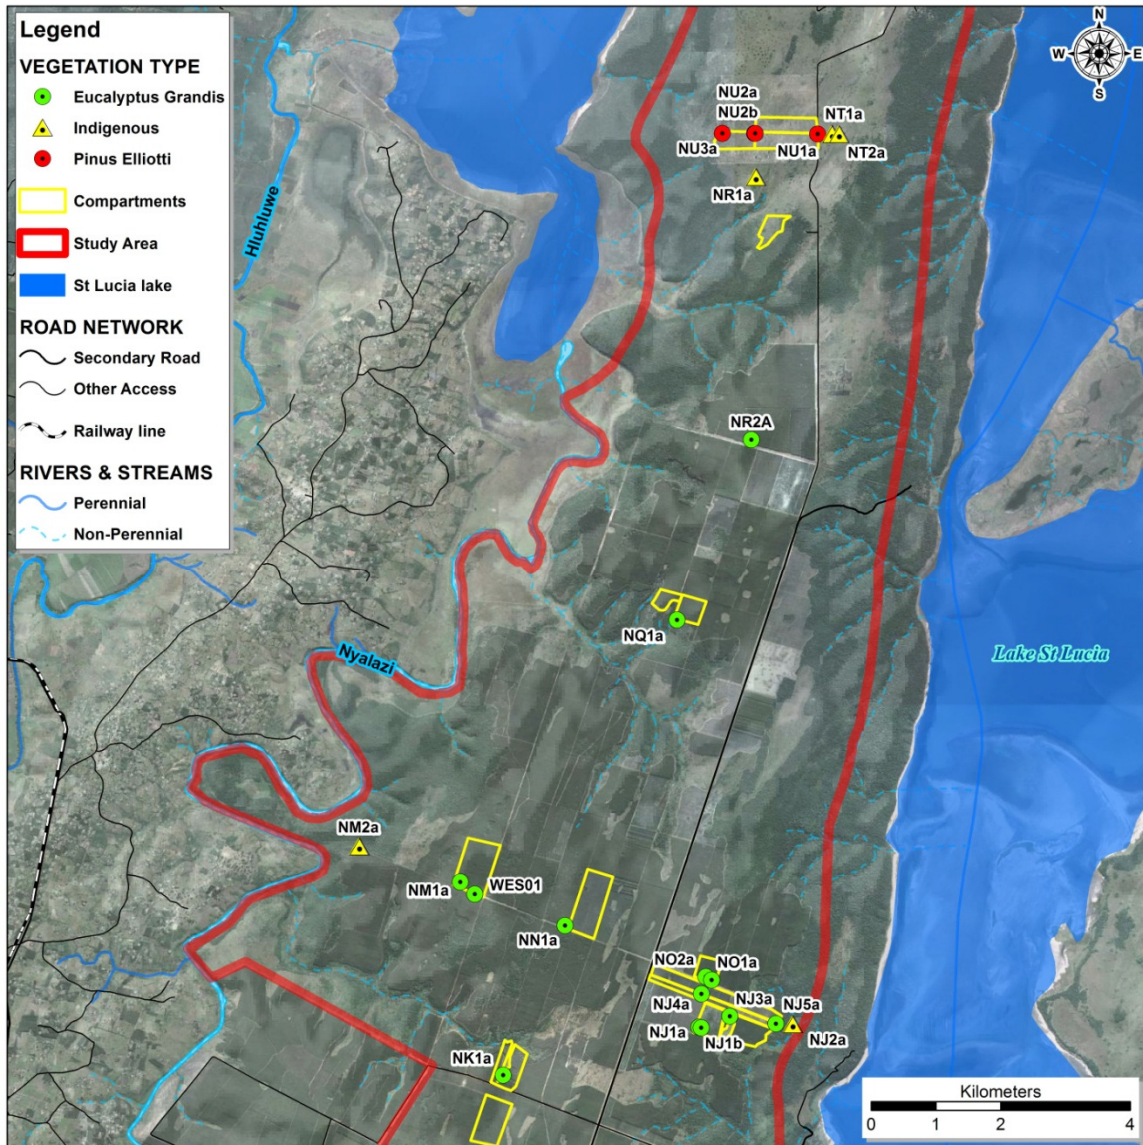 Legend
VEGETATION TYPE
Eucalyptus Grandis
Indigenous
Pinus Elliotti
Compartments
Study Area
St Lucia lake
ROAD NETWORK
Secondary Road
Other Access
Railway line
RIVERS & STREAMS
Perennial
Non-Perennial
N
W E
S
Hluhluwe
NU2a
NU2b
NT1a
NU3a
NU1a
NT2a
NR1a
NR2A
NQ1a
Nyalazi
Lake St Lucia
NM2a
NM1a
WES01
NN1a
NO2a
NO1a
NJ4a
NJ3a
NJ5a
NJ1a
NJ1b
NJ2a
NK1a
Kilometers
0 1 2 4